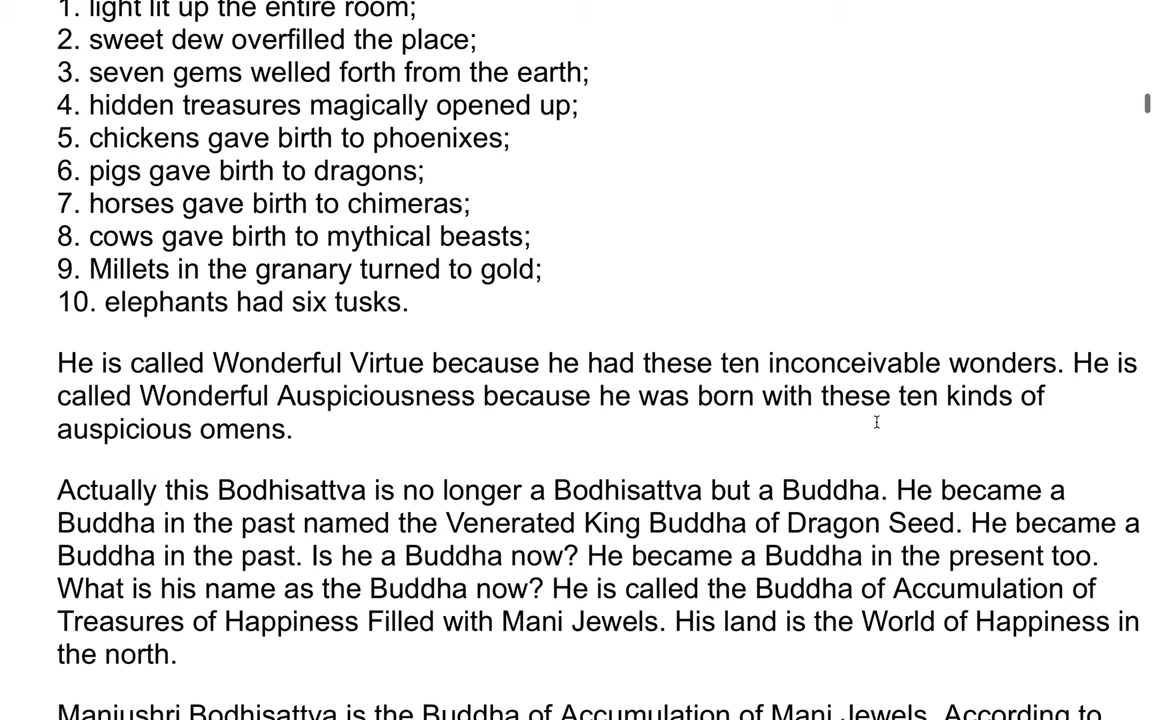 1. light lit up the entire room;
2. sweet dew overfilled the place;
3. seven gems welled forth from the earth;
4. hidden treasures magically opened up;
5. chickens gave birth to phoenixes;
6. pigs gave birth to dragons;
7. horses gave birth to chimeras;
8. cows gave birth to mythical beasts;
9. Millets in the granary turned to gold;
10. elephants had six tusks.
He is called Wonderful Virtue because he had these ten inconceivable wonders. He is
called Wonderful Auspiciousness because he was born with these ten kinds of
auspicious omens.
Actually this Bodhisattva is no longer a Bodhisattva but a Buddha. He became a
Buddha in the past named the Venerated King Buddha of Dragon Seed. He became a
Buddha in the past. Is he a Buddha now? He became a Buddha in the present too.
What is his name as the Buddha now? He is called the Buddha of Accumulation of
Treasures of Happiness Filled with Mani Jewels. His land is the World of Happiness in
the north.
Manjushri Bodhisattva is the Buddha of Accumulation of Mani Jewels. According to